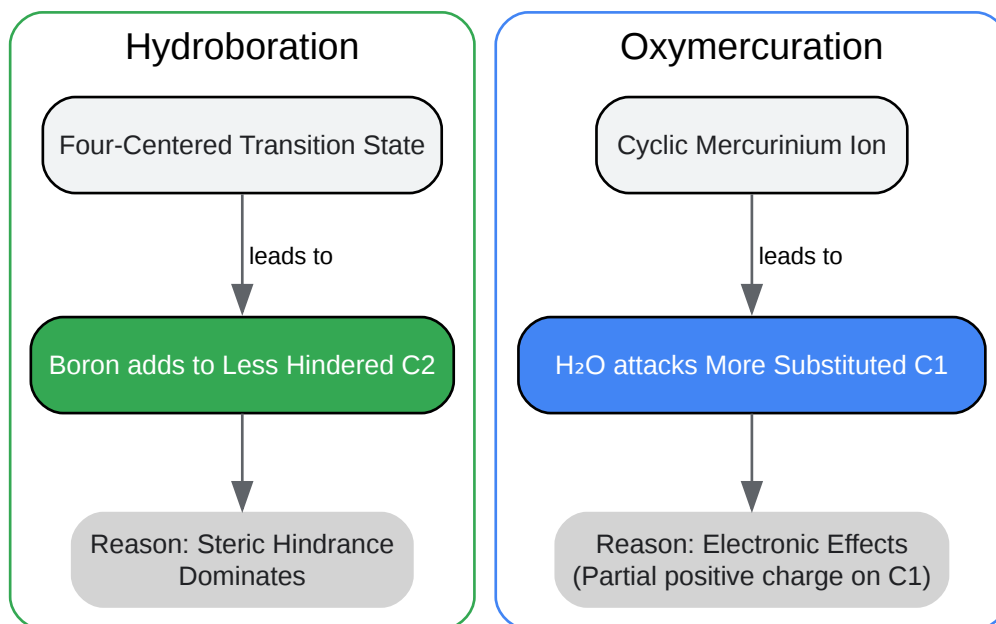 Hydroboration
Four-Centered Transition State
leads to
Boron adds to Less Hindered C2
Reason: Steric Hindrance
Dominates
Oxymercuration
Cyclic Mercurinium Ion
leads to
H₂O attacks More Substituted C1
Reason: Electronic Effects
(Partial positive charge on C1)